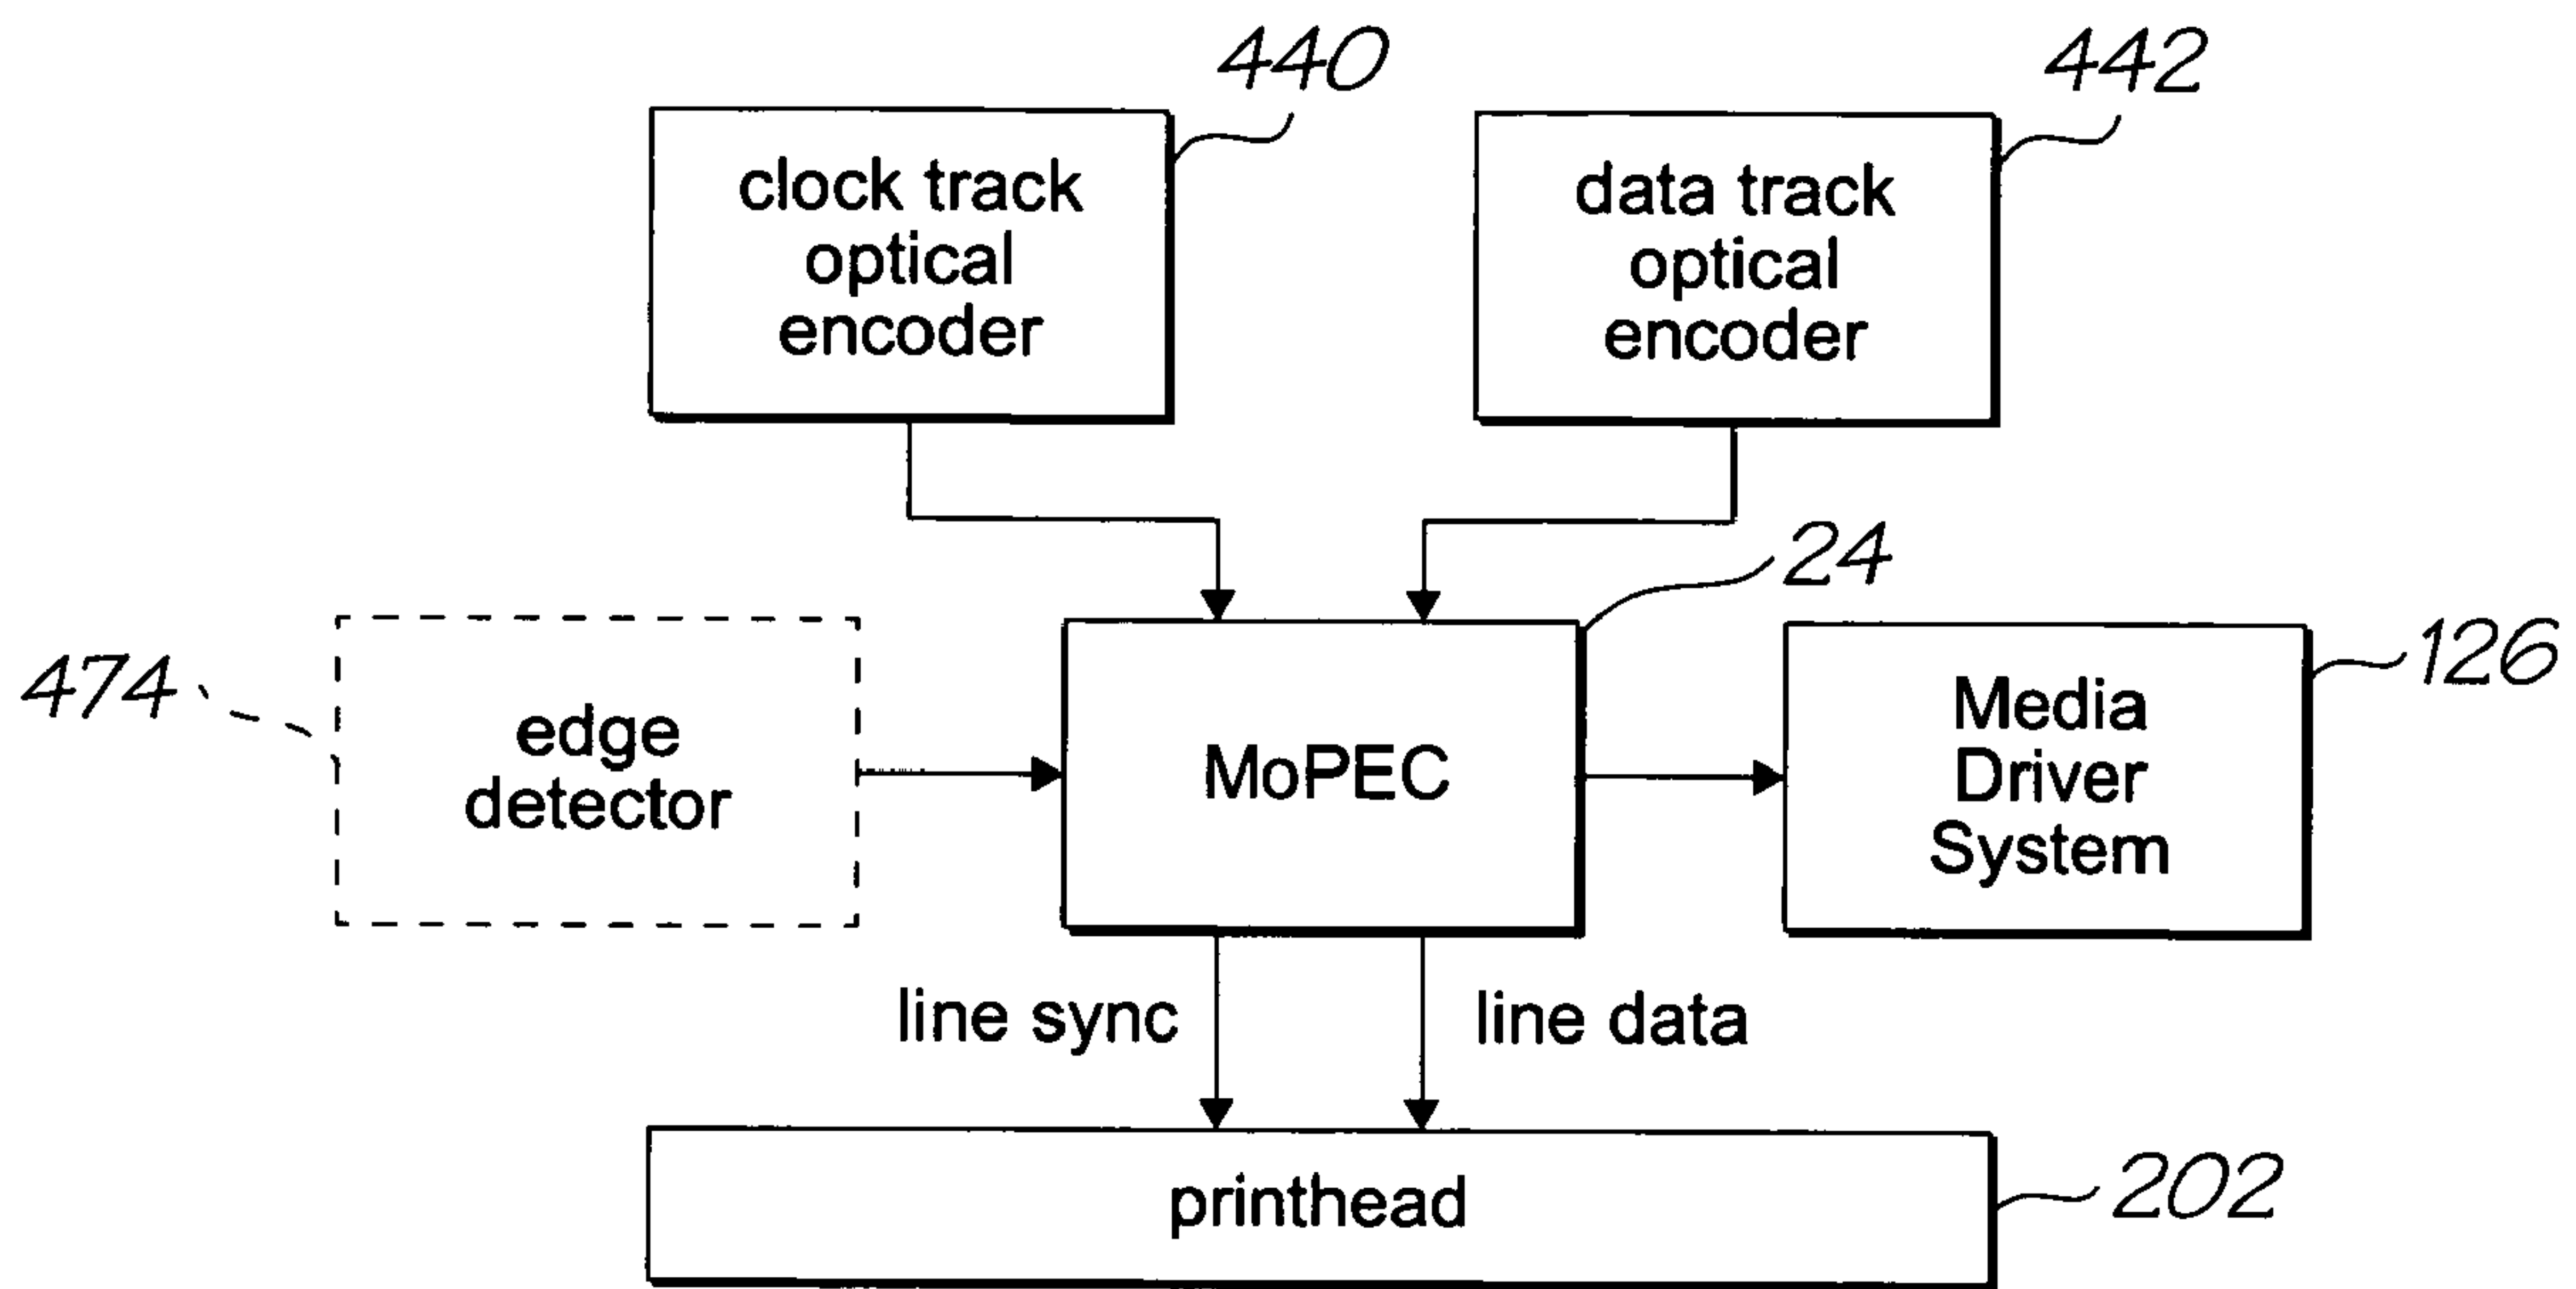 440
442
clock track
optical
encoder
data track
optical
encoder
24
474
edge
detector
MoPEC
Media
Driver
System
126
line sync
line data
printhead
202